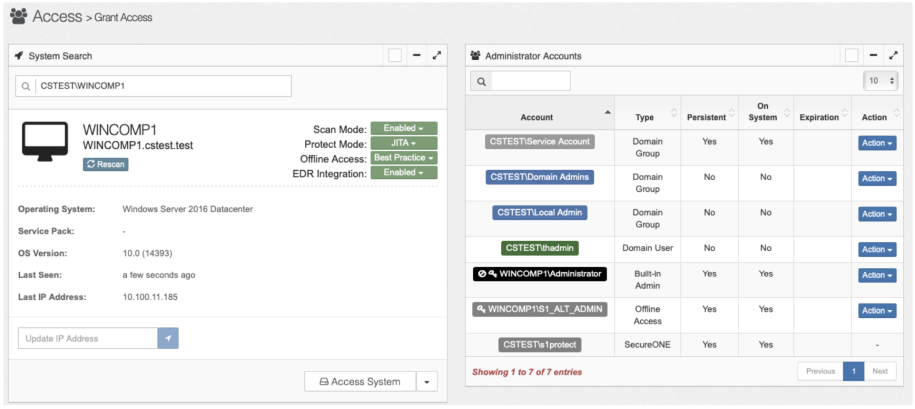 Access > Grant Access
System Search
CSTEST\WINCOMP1
WINCOMP1
WINCOMP1.cstest.test
Rescan
Scan Mode: Enabled
Protect Mode: JITA
Offline Access: Best Practice
EDR Integration: Enabled
Operating System: Windows Server 2016 Datacenter
Service Pack: -
OS Version: 10.0 (14393)
Last Seen: a few seconds ago
Last IP Address: 10.100.11.185
Update IP Address
Access System
Administrator Accounts
10
Account Type Persistent On System Expiration Action
CSTEST\Service Account Domain Group Yes Yes Action
CSTEST\Domain Admins Domain Group No No Action
CSTEST\Local Admin Domain Group No No Action
CSTEST\thadmin Domain User No No Action
WINCOMP1\Administrator Built-in Admin Yes Yes Action
WINCOMP1\S1_ALT_ADMIN Offline Access Yes Yes Action
CSTEST\s1protect SecureONE Yes Yes -
Showing 1 to 7 of 7 entries
Previous 1 Next